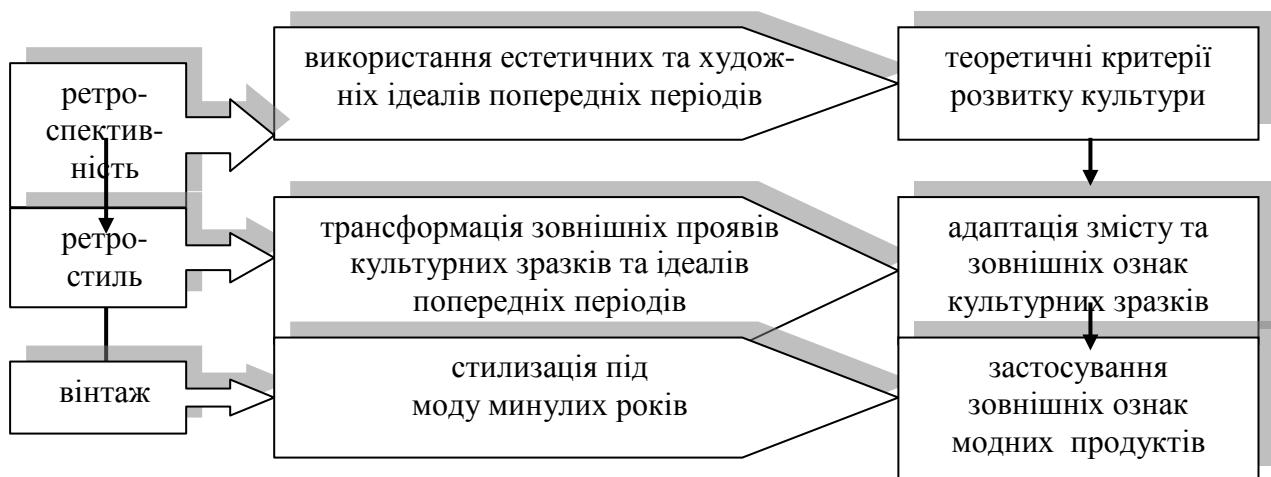 ретро-
спектив-
ність
використання естетичних та худож-
ніх ідеалів попередніх періодів
теоретичні критерії
розвитку культури
ретро-
стиль
трансформація зовнішніх проявів
культурних зразків та ідеалів
попередніх періодів
адаптація змісту та
зовнішніх ознак
культурних зразків
вінтаж
стилизація під
моду минулих років
застосування
зовнішніх ознак
модних продуктів